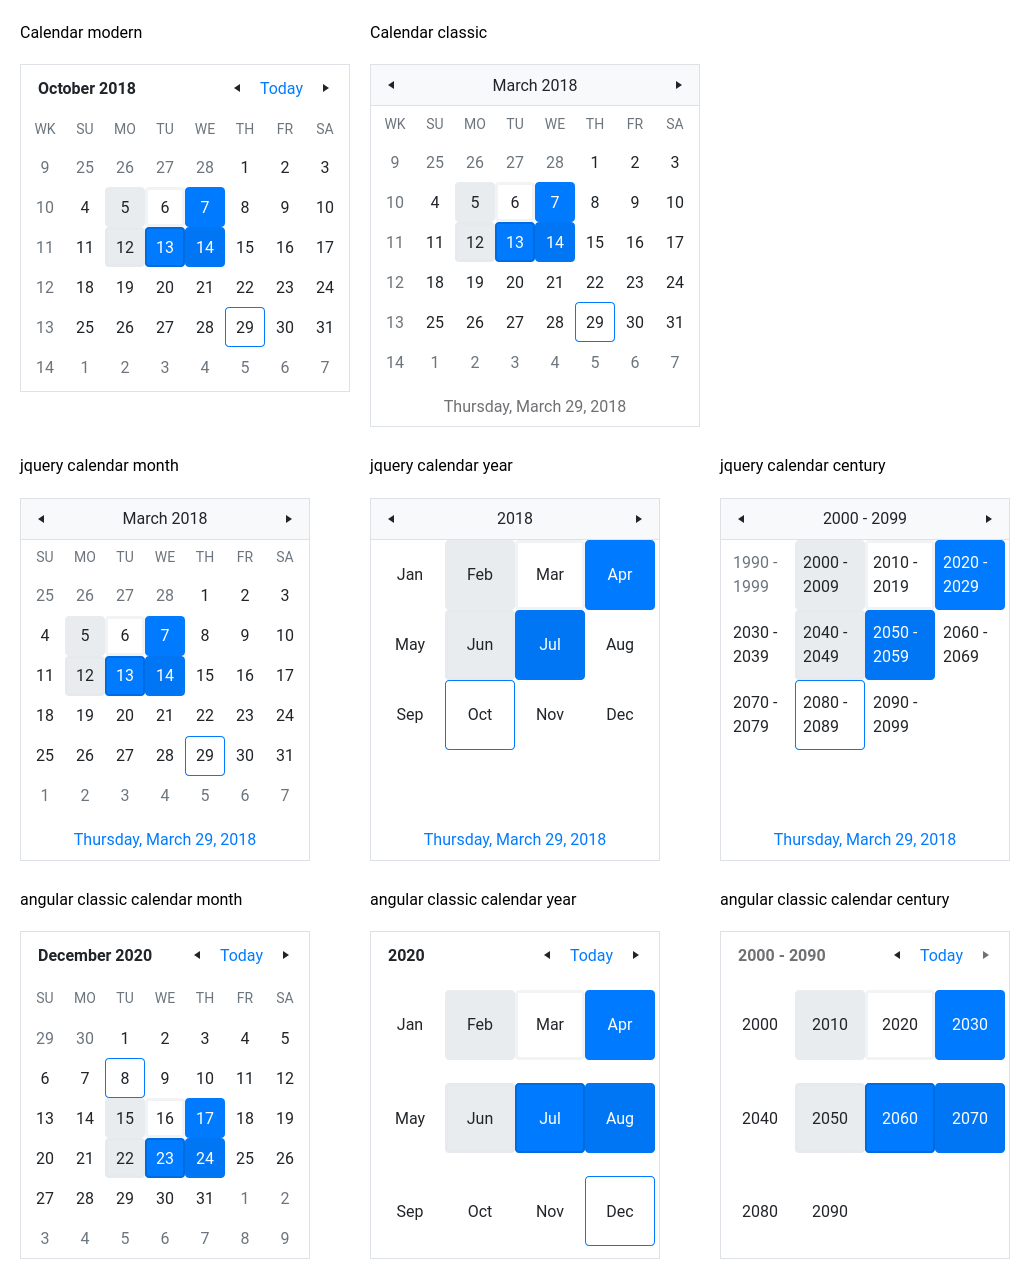 Calendar modern
October 2018 Today
WK SU MO TU WE TH FR SA
9 25 26 27 28 1 2 3
10 4 5 6 7 8 9 10
11 11 12 13 14 15 16 17
12 18 19 20 21 22 23 24
13 25 26 27 28 29 30 31
14 1 2 3 4 5 6 7
Calendar classic
March 2018
WK SU MO TU WE TH FR SA
9 25 26 27 28 1 2 3
10 4 5 6 7 8 9 10
11 11 12 13 14 15 16 17
12 18 19 20 21 22 23 24
13 25 26 27 28 29 30 31
14 1 2 3 4 5 6 7
Thursday, March 29, 2018
jquery calendar month
March 2018
SU MO TU WE TH FR SA
25 26 27 28 1 2 3
4 5 6 7 8 9 10
11 12 13 14 15 16 17
18 19 20 21 22 23 24
25 26 27 28 29 30 31
1 2 3 4 5 6 7
Thursday, March 29, 2018
jquery calendar year
2018
Jan Feb Mar Apr
May Jun Jul Aug
Sep Oct Nov Dec
Thursday, March 29, 2018
jquery calendar century
2000 - 2099
1990 - 2000 - 2010 - 2020 -
1999 2009 2019 2029
2030 - 2040 - 2050 - 2060 -
2039 2049 2059 2069
2070 - 2080 - 2090 -
2079 2089 2099
Thursday, March 29, 2018
angular classic calendar month
December 2020 Today
SU MO TU WE TH FR SA
29 30 1 2 3 4 5
6 7 8 9 10 11 12
13 14 15 16 17 18 19
20 21 22 23 24 25 26
27 28 29 30 31 1 2
3 4 5 6 7 8 9
angular classic calendar year
2020 Today
Jan Feb Mar Apr
May Jun Jul Aug
Sep Oct Nov Dec
angular classic calendar century
2000 - 2090 Today
2000 2010 2020 2030
2040 2050 2060 2070
2080 2090